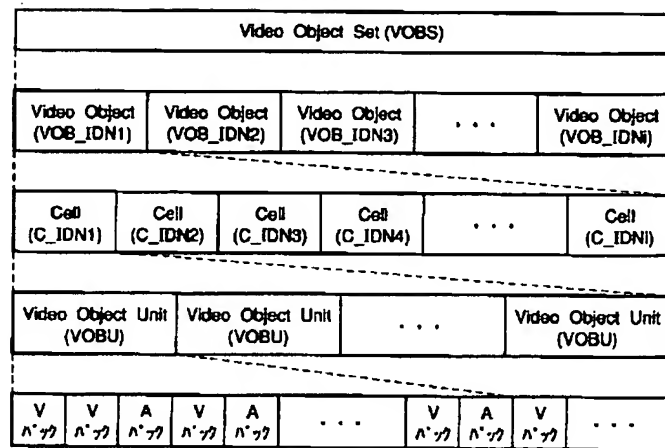 Video Object Set (VOBS)
Video Object Video Object Video Object Video Object
(VOB_IDN1) (VOB_IDN2) (VOB_IDN3) . . . (VOB_IDNi)
Cell Cell Cell Cell Cell
(C_IDN1) (C_IDN2) (C_IDN3) (C_IDN4) . . . (C_IDNi)
Video Object Unit Video Object Unit Video Object Unit
(VOBU) (VOBU) . . . (VOBU)
V V A V A V A V
パック パック パック パック パック . . . パック パック パック . . .